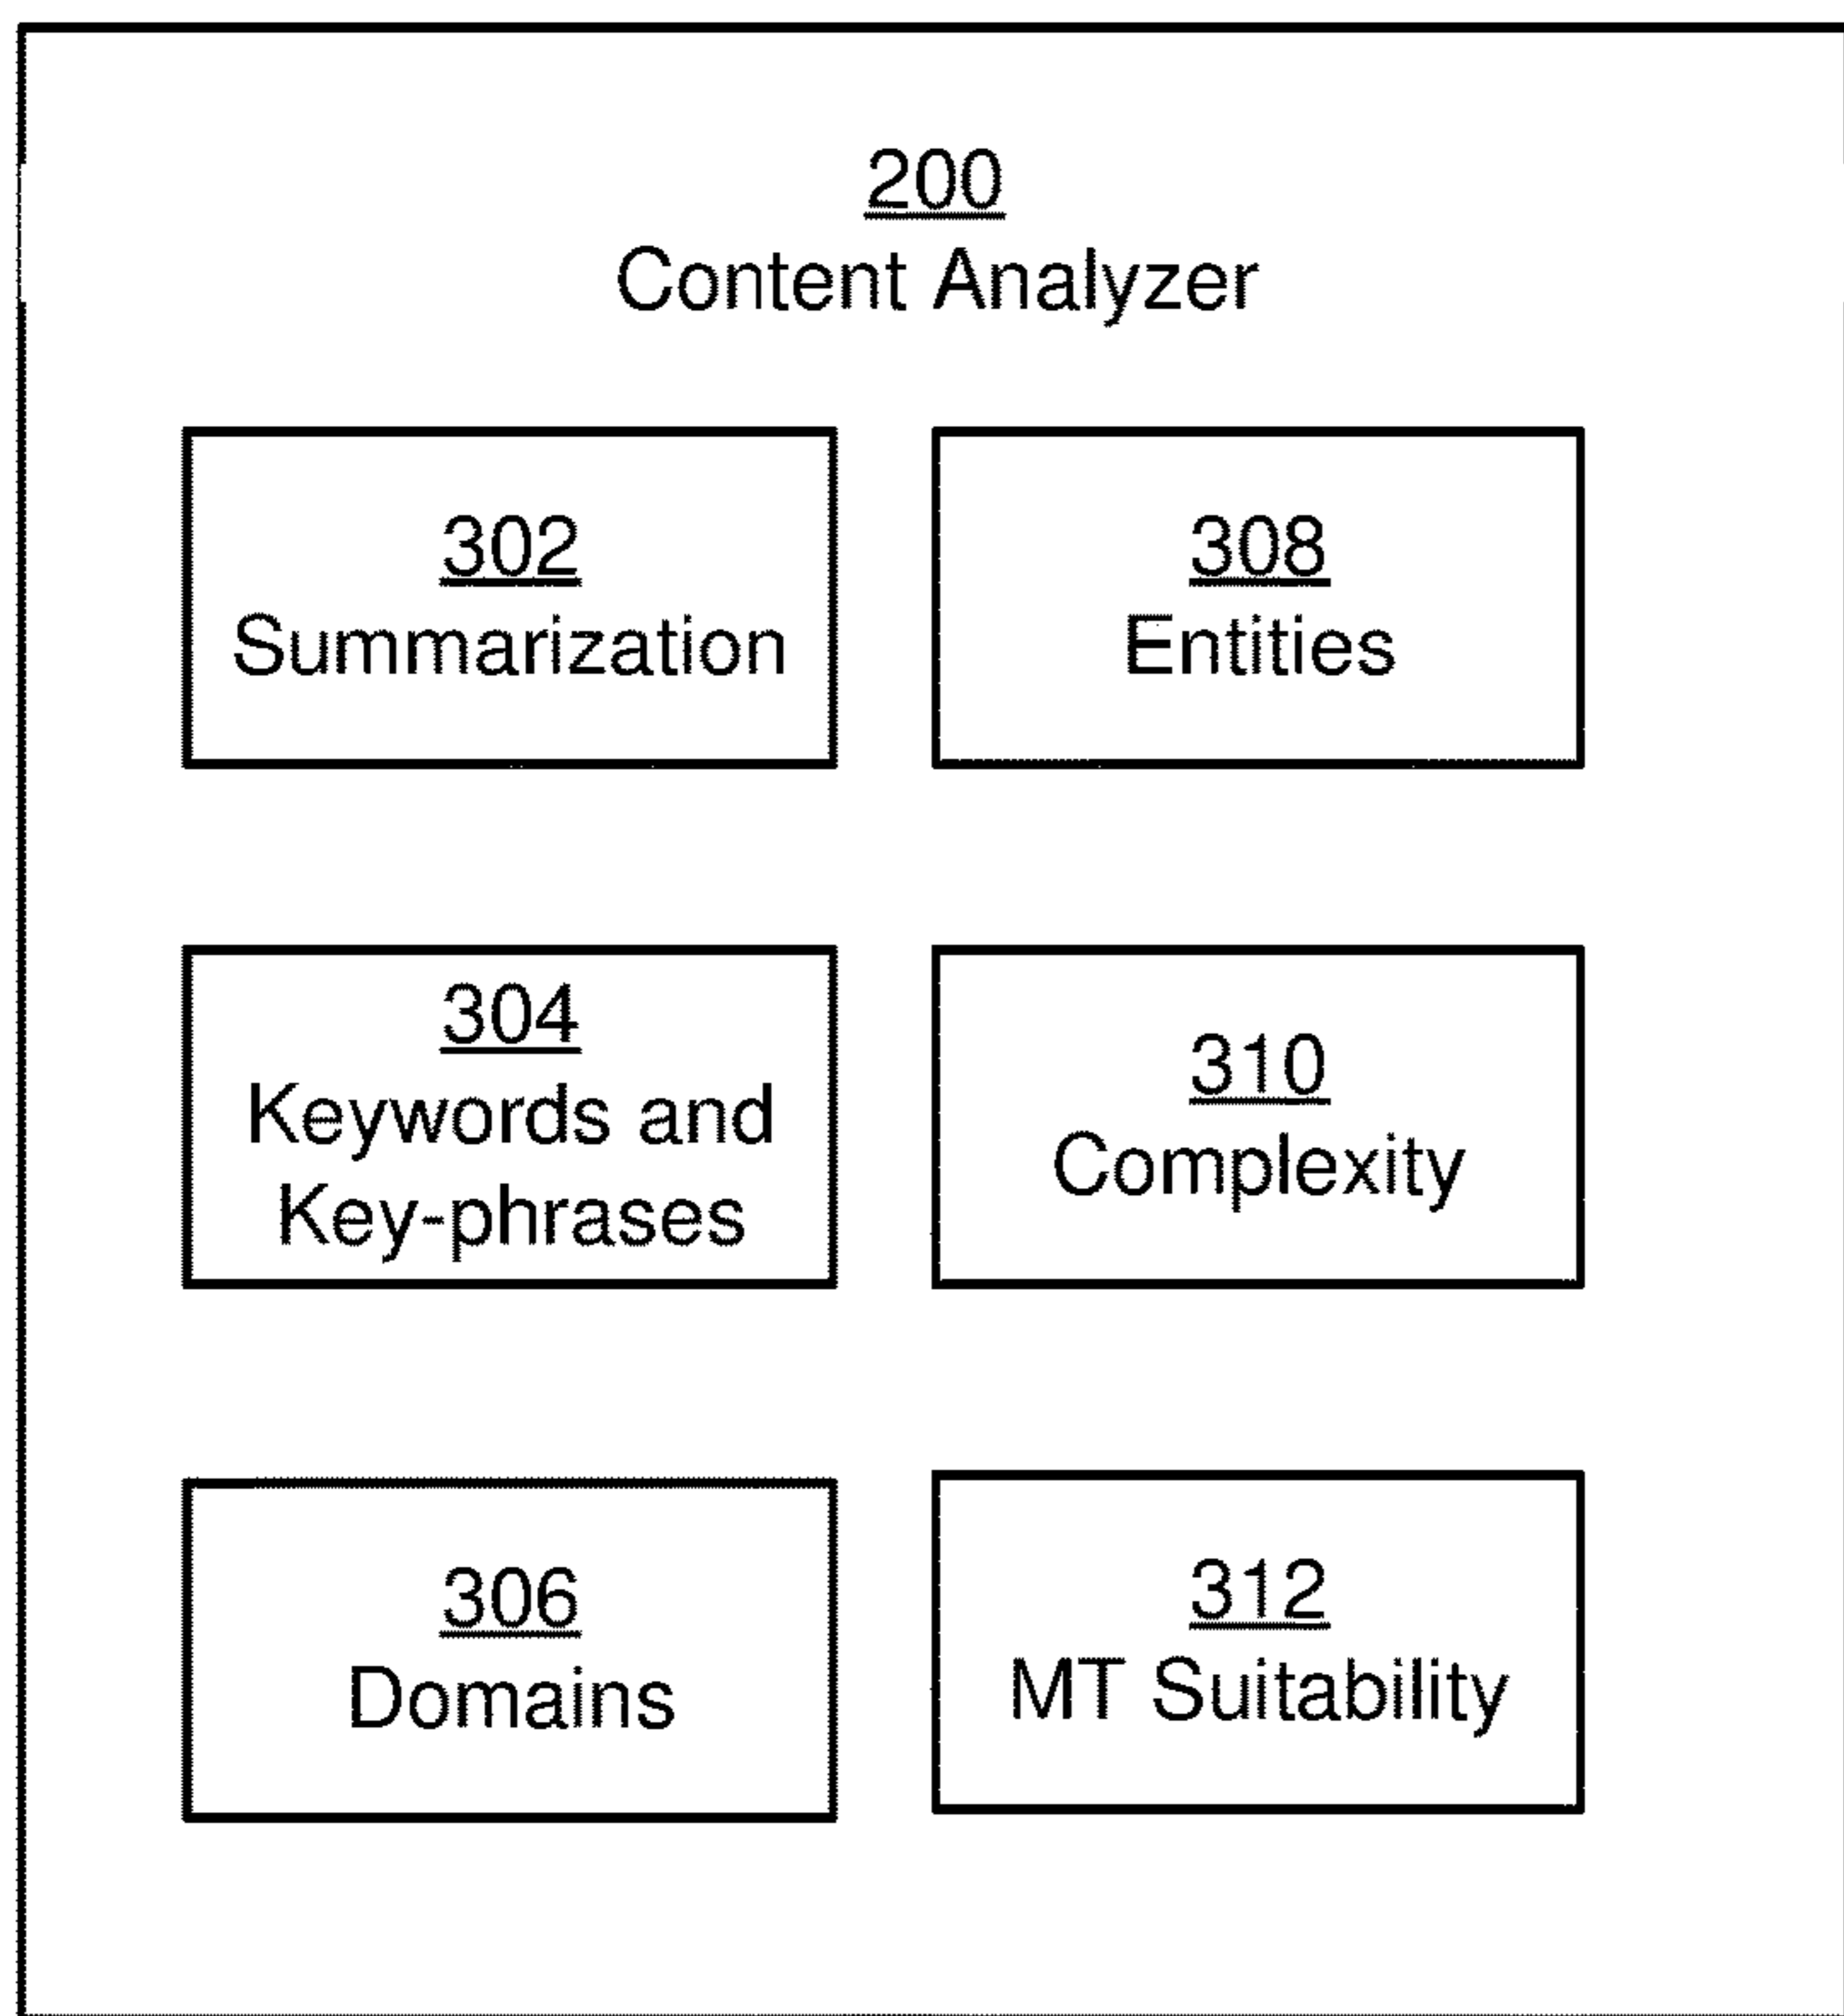 200
Content Analyzer
302
Summarization
308
Entities
304
Keywords and
Key-phrases
310
Complexity
306
Domains
312
MT Suitability